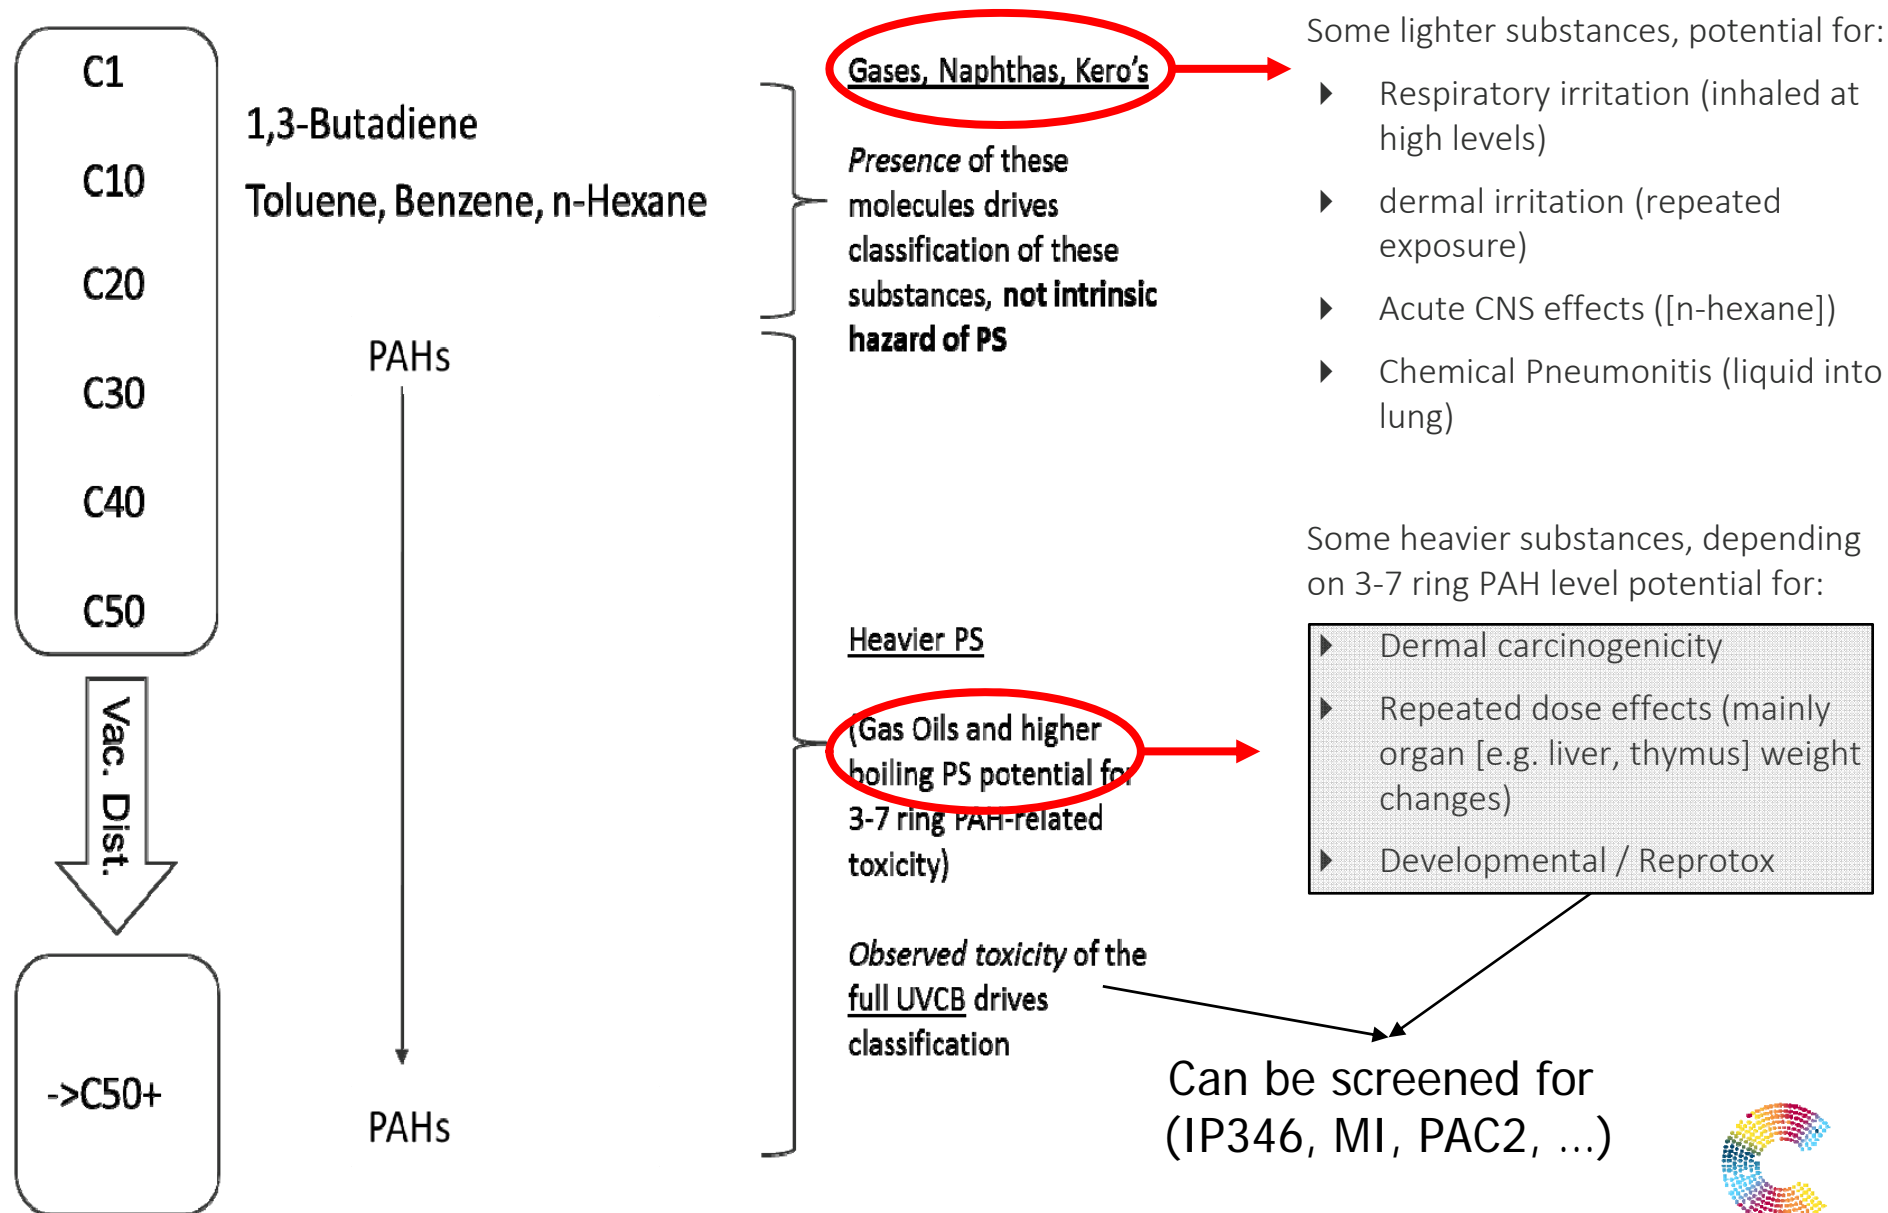 C1
C10
C20
C30
C40
C50
Vac. Dist.
->C50+
1,3-Butadiene
Toluene, Benzene, n-Hexane
PAHs
PAHs
Gases, Naphthas, Kero's
Presence of these
molecules drives
classification of these
substances, not intrinsic
hazard of PS
Heavier PS
(Gas Oils and higher
boiling PS potential for
3-7 ring PAH-related
toxicity)
Observed toxicity of the
full UVCB drives
classification
Some lighter substances, potential for:
Respiratory irritation (inhaled at
high levels)
dermal irritation (repeated
exposure)
Acute CNS effects ([n-hexane])
Chemical Pneumonitis (liquid into
lung)
Some heavier substances, depending
on 3-7 ring PAH level potential for:
Dermal carcinogenicity
Repeated dose effects (mainly
organ [e.g. liver, thymus] weight
changes)
Developmental / Reprotox
Can be screened for
(IP346, MI, PAC2, ...)